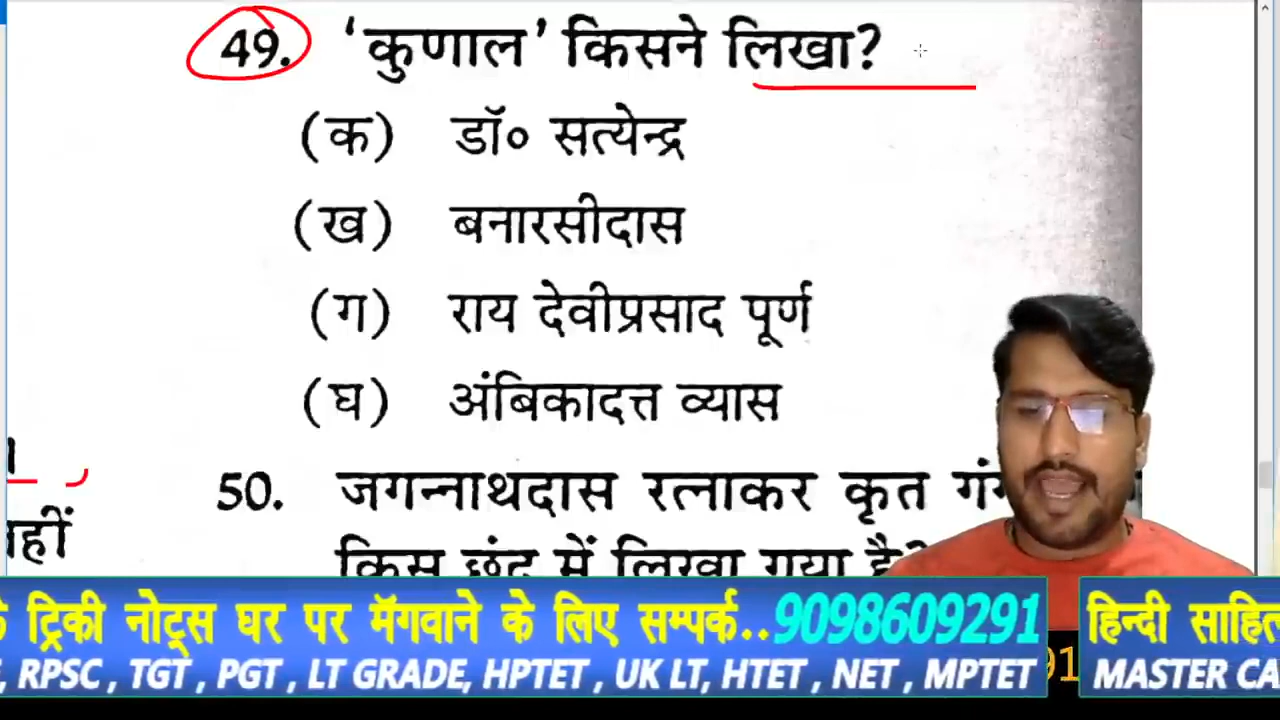 49. ‘कुणाल’ किसने लिखा?
(क) डॉ० सत्येन्द्र
(ख) बनारसीदास
(ग) राय देवीप्रसाद पूर्ण
(घ) अंबिकादत्त व्यास
50. जगन्नाथदास रत्नाकर कृत
किस छंद में लिखा गया है?
ट्रिकी नोट्स घर पर मॅगवाने के लिए सम्पर्क..9098609291
, RPSC , TGT , PGT , LT GRADE, HPTET , UK LT, HTET , NET , MPTET
हिन्दी
MASTER